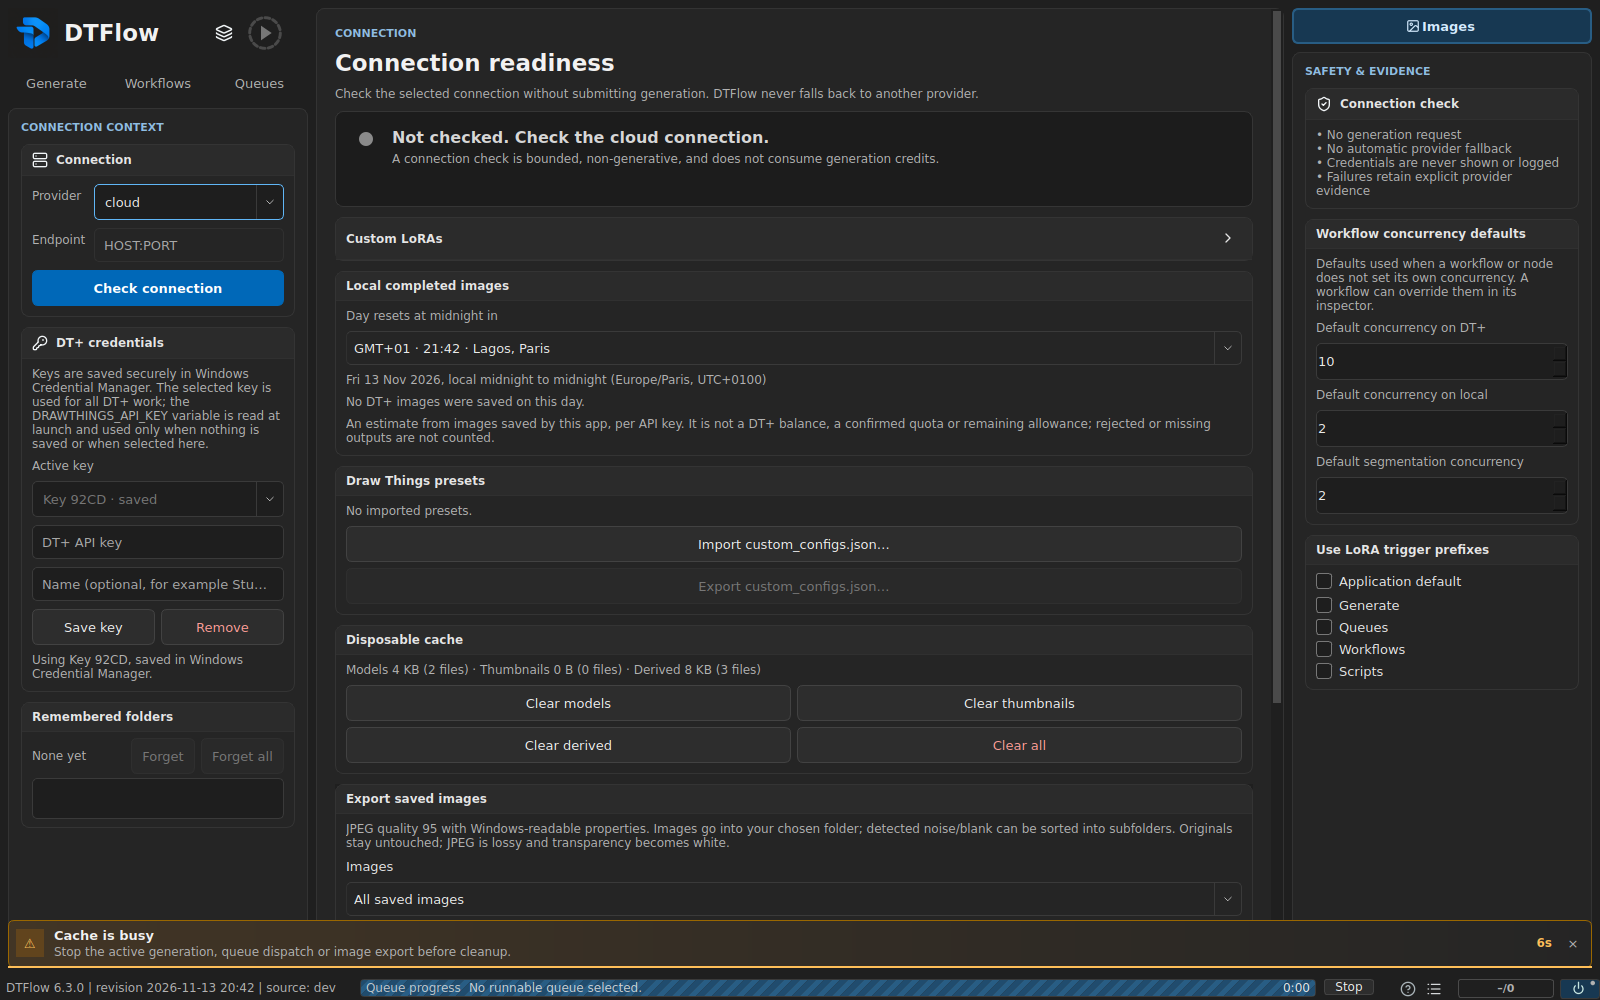 DTFlow
Generate
Workflows
Queues
CONNECTION CONTEXT
Connection
Provider
cloud
Endpoint
HOST:PORT
Check connection
DT+ credentials
Keys are saved securely in Windows
Credential Manager. The selected key is
used for all DT+ work; the
DRAWTHINGS_API_KEY variable is read at
launch and used only when nothing is
saved or when selected here.
Active key
Key 92CD · saved
DT+ API key
Name (optional, for example Stu...
Save key
Remove
Using Key 92CD, saved in Windows
Credential Manager.
Remembered folders
None yet
Forget
Forget all
CONNECTION
Connection readiness
Check the selected connection without submitting generation. DTFlow never falls back to another provider.
Not checked. Check the cloud connection.
A connection check is bounded, non-generative, and does not consume generation credits.
Custom LoRAs
Local completed images
Day resets at midnight in
GMT+01 · 21:42 · Lagos, Paris
Fri 13 Nov 2026, local midnight to midnight (Europe/Paris, UTC+0100)
No DT+ images were saved on this day.
An estimate from images saved by this app, per API key. It is not a DT+ balance, a confirmed quota or remaining allowance; rejected or missing
outputs are not counted.
Draw Things presets
No imported presets.
Import custom_configs.json...
Export custom_configs.json...
Disposable cache
Models 4 KB (2 files) · Thumbnails 0 B (0 files) · Derived 8 KB (3 files)
Clear models
Clear thumbnails
Clear derived
Clear all
Export saved images
JPEG quality 95 with Windows-readable properties. Images go into your chosen folder; detected noise/blank can be sorted into subfolders. Originals
stay untouched; JPEG is lossy and transparency becomes white.
Images
All saved images
Images
SAFETY & EVIDENCE
Connection check
• No generation request
• No automatic provider fallback
• Credentials are never shown or logged
• Failures retain explicit provider
evidence
Workflow concurrency defaults
Defaults used when a workflow or node
does not set its own concurrency. A
workflow can override them in its
inspector.
Default concurrency on DT+
10
Default concurrency on local
2
Default segmentation concurrency
2
Use LoRA trigger prefixes
Application default
Generate
Queues
Workflows
Scripts
Cache is busy
Stop the active generation, queue dispatch or image export before cleanup.
6s
DTFlow 6.3.0 | revision 2026-11-13 20:42 | source: dev
Queue progress No runnable queue selected.
0:00
Stop
–/0